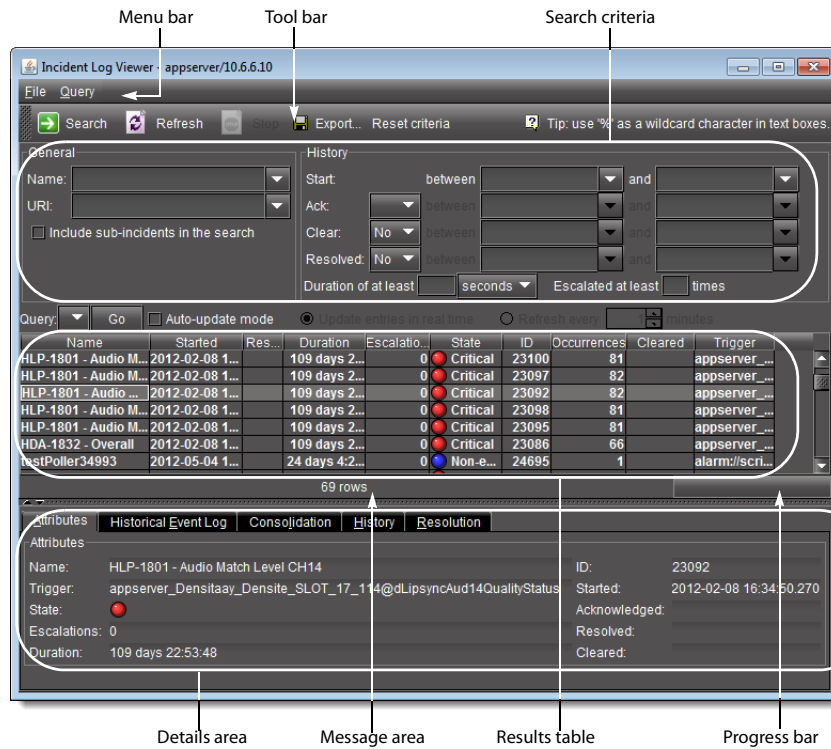 Menu bar Tool bar Search criteria
Incident Log Viewer - appserver/10.6.6.10
File Query
Search Refresh Stop Export... Reset criteria Tip: use '%' as a wildcard character in text boxes.
General History
Name: Start: between and
URI: Ack: between and
Include sub-incidents in the search Clear: No between and
Resolved: No between and
Duration of at least seconds Escalated at least times
Query: Go Auto-update mode Update entries in real time Refresh every minutes
Name Started Res... Duration Escalatio... State ID Occurrences Cleared Trigger
HLP-1801 - Audio M... 2012-02-08 1... 109 days 2... 0 Critical 23100 81 appserver_...
HLP-1801 - Audio M... 2012-02-08 1... 109 days 2... 0 Critical 23097 82 appserver_...
HLP-1801 - Audio ... 2012-02-08 1... 109 days 2... 0 Critical 23092 82 appserver_...
HLP-1801 - Audio M... 2012-02-08 1... 109 days 2... 0 Critical 23098 81 appserver_...
HLP-1801 - Audio M... 2012-02-08 1... 109 days 2... 0 Critical 23095 81 appserver_...
HDA-1832 - Overall 2012-02-08 1... 109 days 2... 0 Critical 23086 66 appserver_...
testPoller34993 2012-05-04 1... 24 days 4:2... 0 Non-e... 24695 1 alarm://scri...
69 rows
Attributes Historical Event Log Consolidation History Resolution
Attributes
Name: HLP-1801 - Audio Match Level CH14 ID: 23092
Trigger: appserver_Densitaay_Densite_SLOT_17_114@dLipsyncAud14QualityStatus Started: 2012-02-08 16:34:50.270
State: Acknowledged:
Escalations: 0 Resolved:
Duration: 109 days 22:53:48 Cleared:
Details area Message area Results table Progress bar